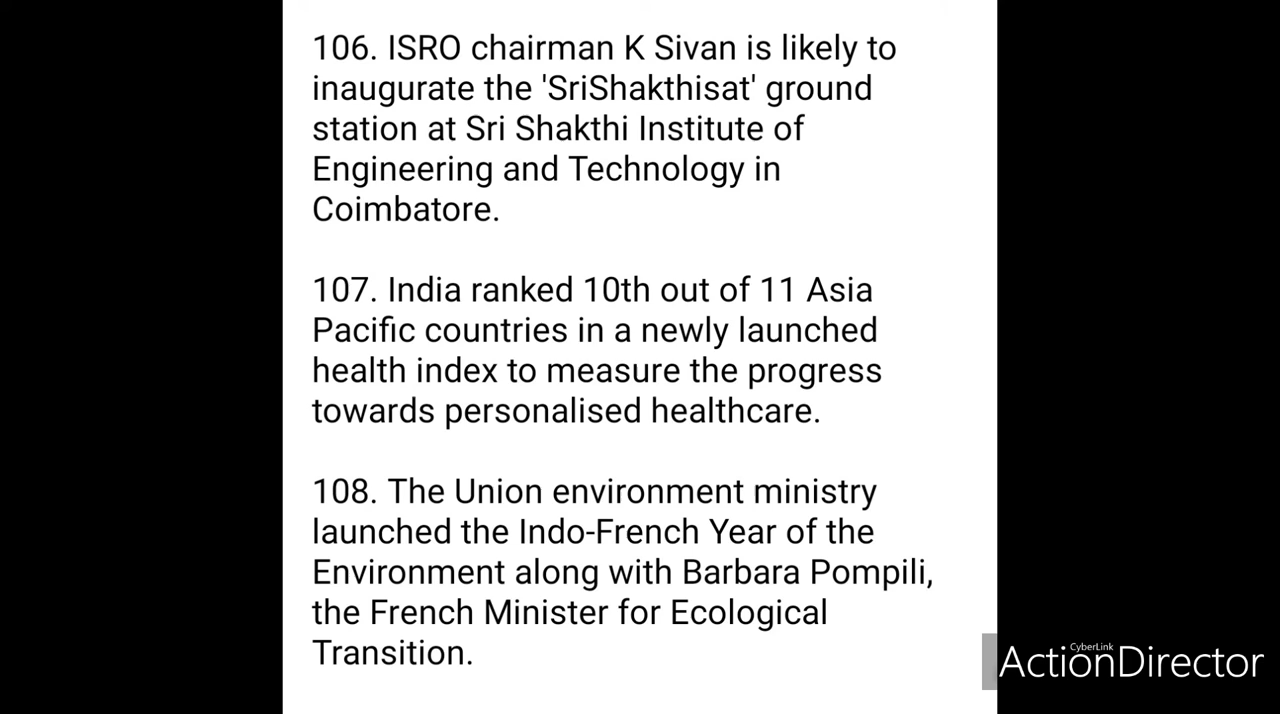 106. ISRO chairman K Sivan is likely to
inaugurate the 'SriShakthisat' ground
station at Sri Shakthi Institute of
Engineering and Technology in
Coimbatore.
107. India ranked 10th out of 11 Asia
Pacific countries in a newly launched
health index to measure the progress
towards personalised healthcare.
108. The Union environment ministry
launched the Indo-French Year of the
Environment along with Barbara Pompili,
the French Minister for Ecological
Transition.
CyberLink
ActionDirector